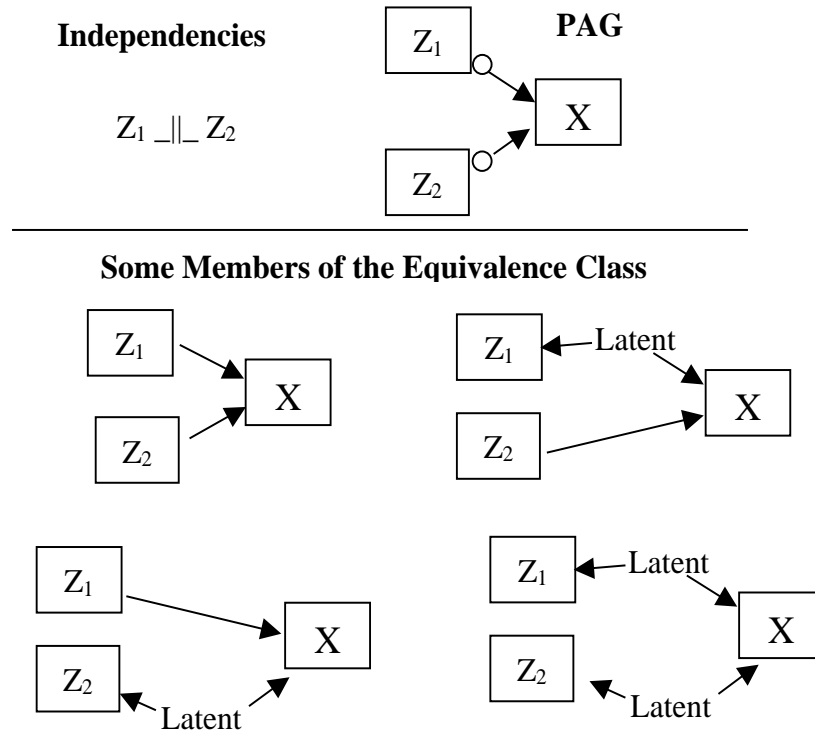 Independencies
PAG
Z1
X
Z1 _||_ Z2
Z2
Some Members of the Equivalence Class
Z1
X
Z2
Z1
Latent
X
Z2
Z1
X
Z2
Latent
Z1
Latent
X
Z2
Latent